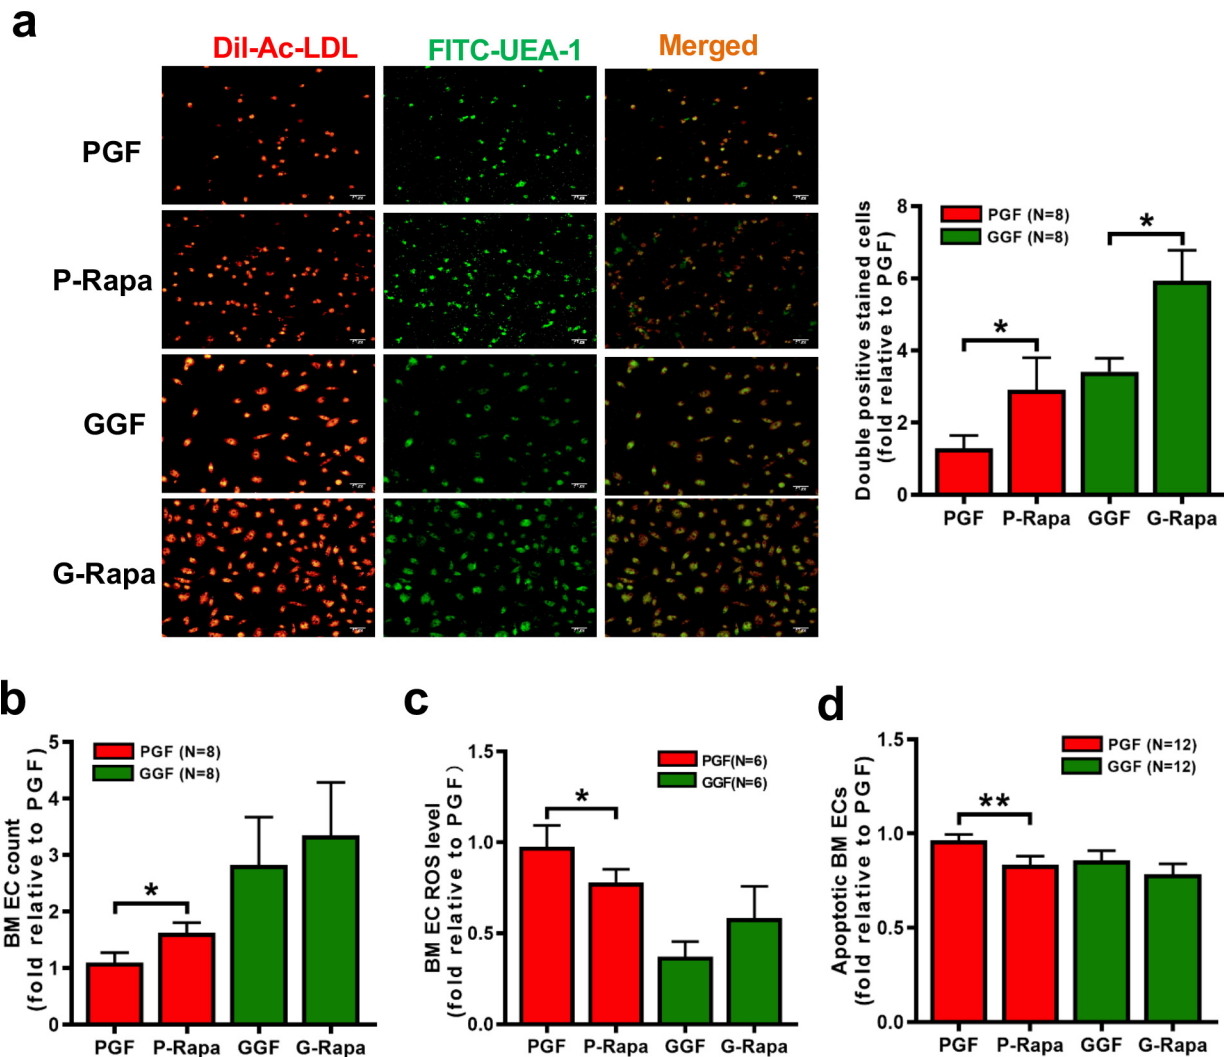 a
Dil-Ac-LDL
FITC-UEA-1
Merged
PGF
P-Rapa
GGF
G-Rapa
Double positive stained cells
(fold relative to PGF)
8
6
4
2
0
PGF (N=8)
GGF (N=8)
*
*
PGF
P-Rapa
GGF
G-Rapa
b
BM EC count
(fold relative to PGF)
5
4
3
2
1
0
PGF (N=8)
GGF (N=8)
*
PGF
P-Rapa
GGF
G-Rapa
c
BM EC ROS level
(fold relative to PGF)
1.5
1.0
0.5
0.0
PGF(N=6)
GGF(N=6)
*
PGF
P-Rapa
GGF
G-Rapa
d
Apoptotic BM ECs
(fold relative to PGF)
1.5
1.0
0.5
0.0
PGF (N=12)
GGF (N=12)
**
PGF
P-Rapa
GGF
G-Rapa